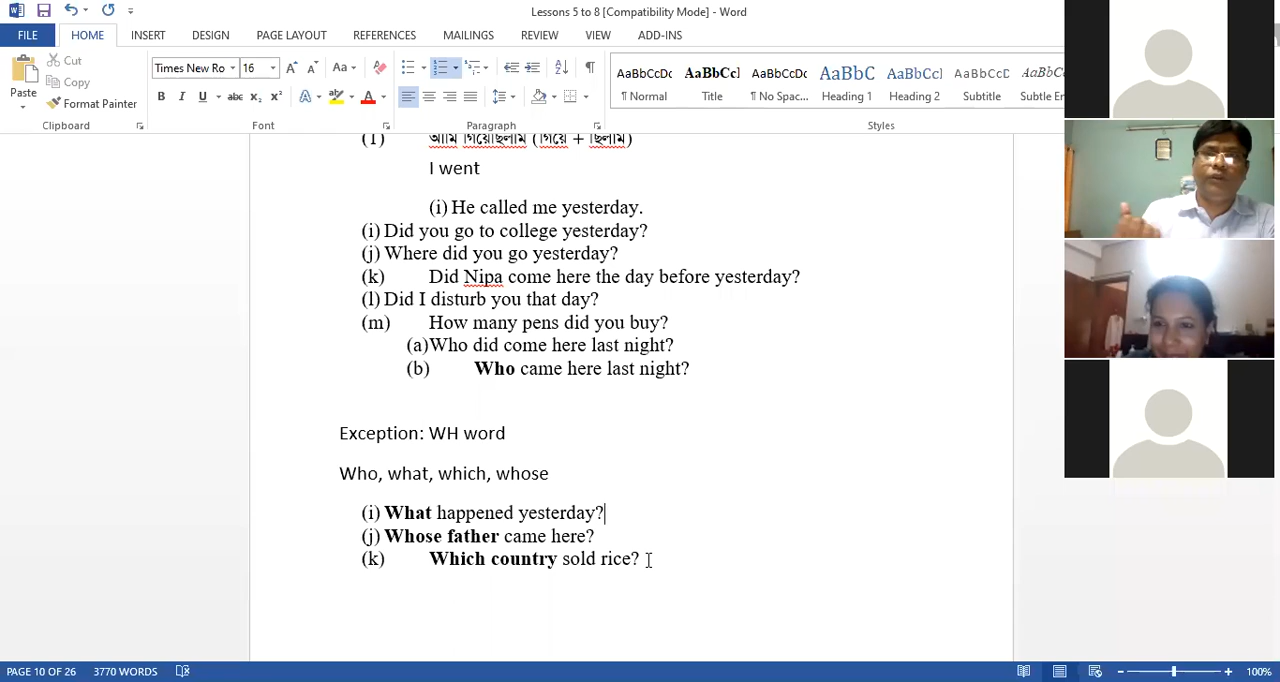 Lessons 5 to 8 [Compatibility Mode] - Word
FILE HOME INSERT DESIGN PAGE LAYOUT REFERENCES MAILINGS REVIEW VIEW ADD-INS
Cut
Copy
Format Painter
Paste
Times New Ro 16
AaBbCcDc AaBbCcI AaBbCcDc AaBbC AaBbCcI AaBbCcD AaBbCcDc
¶ Normal Title ¶ No Spac... Heading 1 Heading 2 Subtitle Subtle Em
Clipboard Font Paragraph Styles
আমি গিয়েছিলাম (গিয়ে + ছিলাম)
I went
(i) He called me yesterday.
(i) Did you go to college yesterday?
(j) Where did you go yesterday?
(k) Did Nipa come here the day before yesterday?
(l) Did I disturb you that day?
(m) How many pens did you buy?
(a)Who did come here last night?
(b) Who came here last night?
Exception: WH word
Who, what, which, whose
(i) What happened yesterday?
(j) Whose father came here?
(k) Which country sold rice?
PAGE 10 OF 26 3770 WORDS 100%